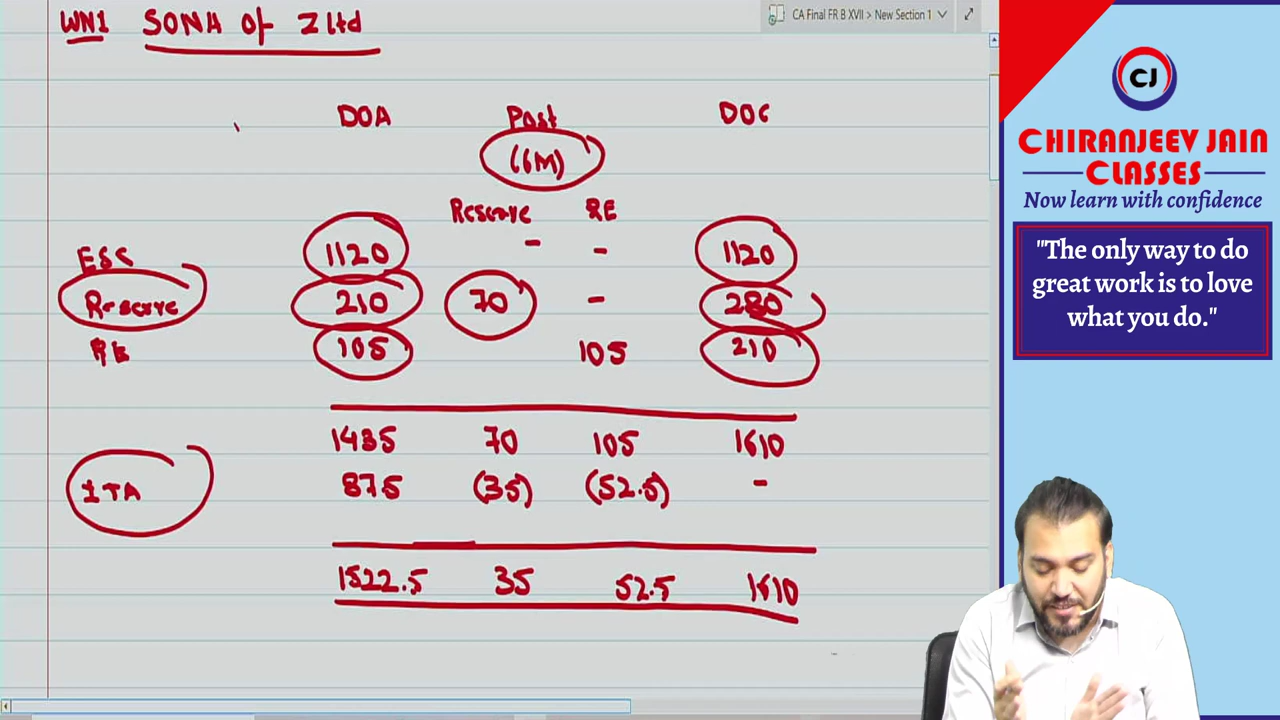 CA Final FR B XVII > New Section 1
WN1 SONA of Z Ltd
DOA Post DOC
(6M)
Reserve RE
ESC 1120 - - 1120
Reserve 210 70 - 280
RE 105 105 210
1435 70 105 1610
ITA 87.5 (35) (52.5) -
1522.5 35 52.5 1610
CJ
CHIRANJEEV JAIN
CLASSES
Now learn with confidence
"The only way to do
great work is to love
what you do."